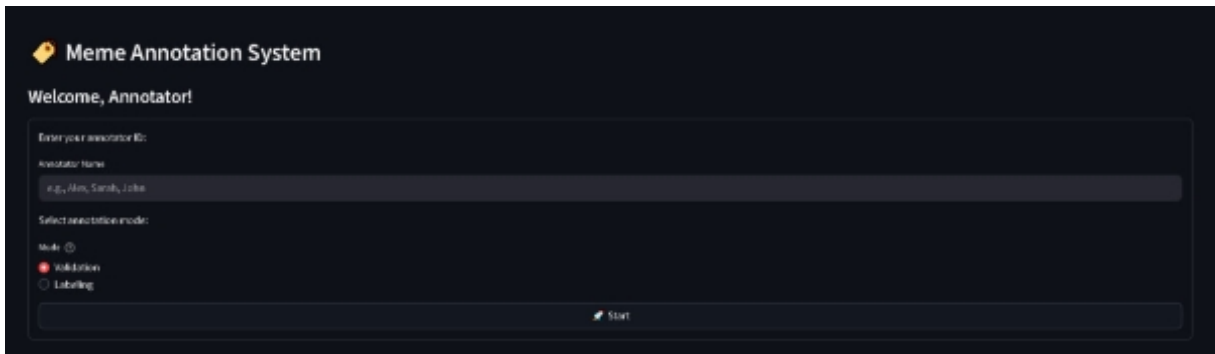 Meme Annotation System
Welcome, Annotator!
Enter your annotator ID:
Annotator Name
e.g., Alex, Sarah, John
Select annotation mode:
Mode
Validation
Labeling
Start